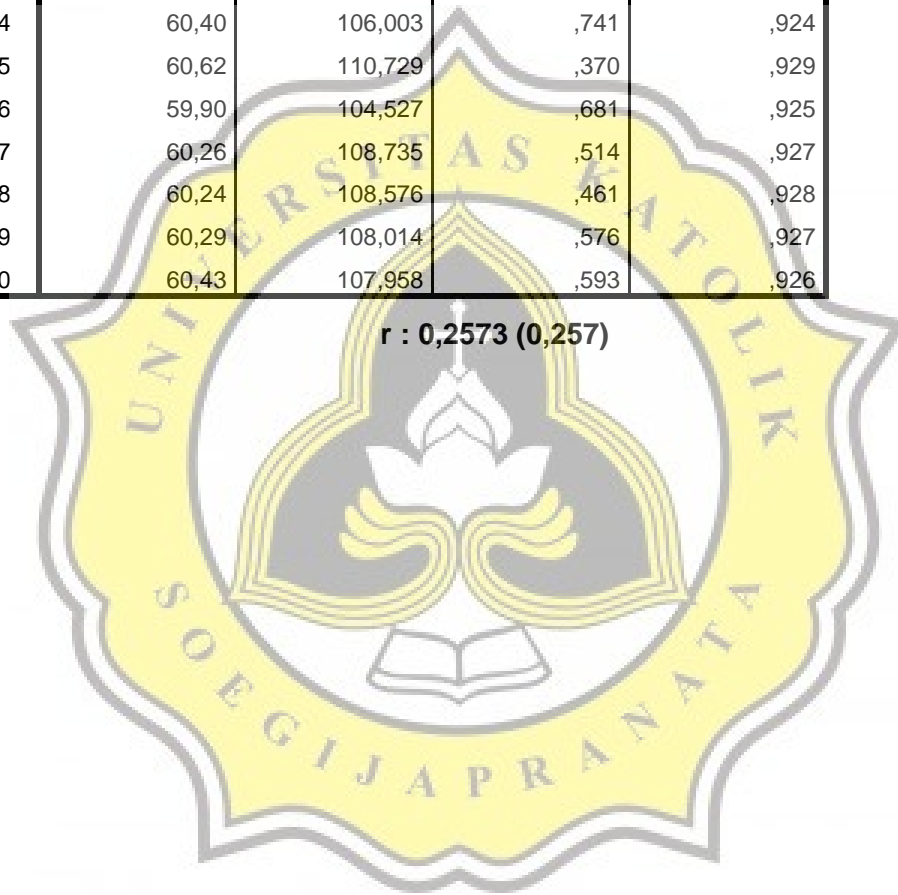 4 60,40 106,003 ,741 ,924
5 60,62 110,729 ,370 ,929
6 59,90 104,527 ,681 ,925
7 60,26 108,735 ,514 ,927
8 60,24 108,576 ,461 ,928
9 60,29 108,014 ,576 ,927
0 60,43 107,958 ,593 ,926
r : 0,2573 (0,257)
UNIVERSITAS KATOLIK
SOEGIJAPRANATA